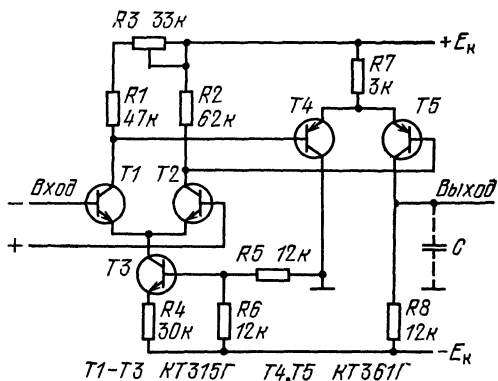 R3 33к
+Eк
R1
47к
R2
62к
R7
3к
T4
T5
Вход
T1
T2
Выход
−
+
T3
R5 12к
C
R4
30к
R6
12к
R8
12к
−Eк
T1−T3 КТ315Г T4,T5 КТ361Г